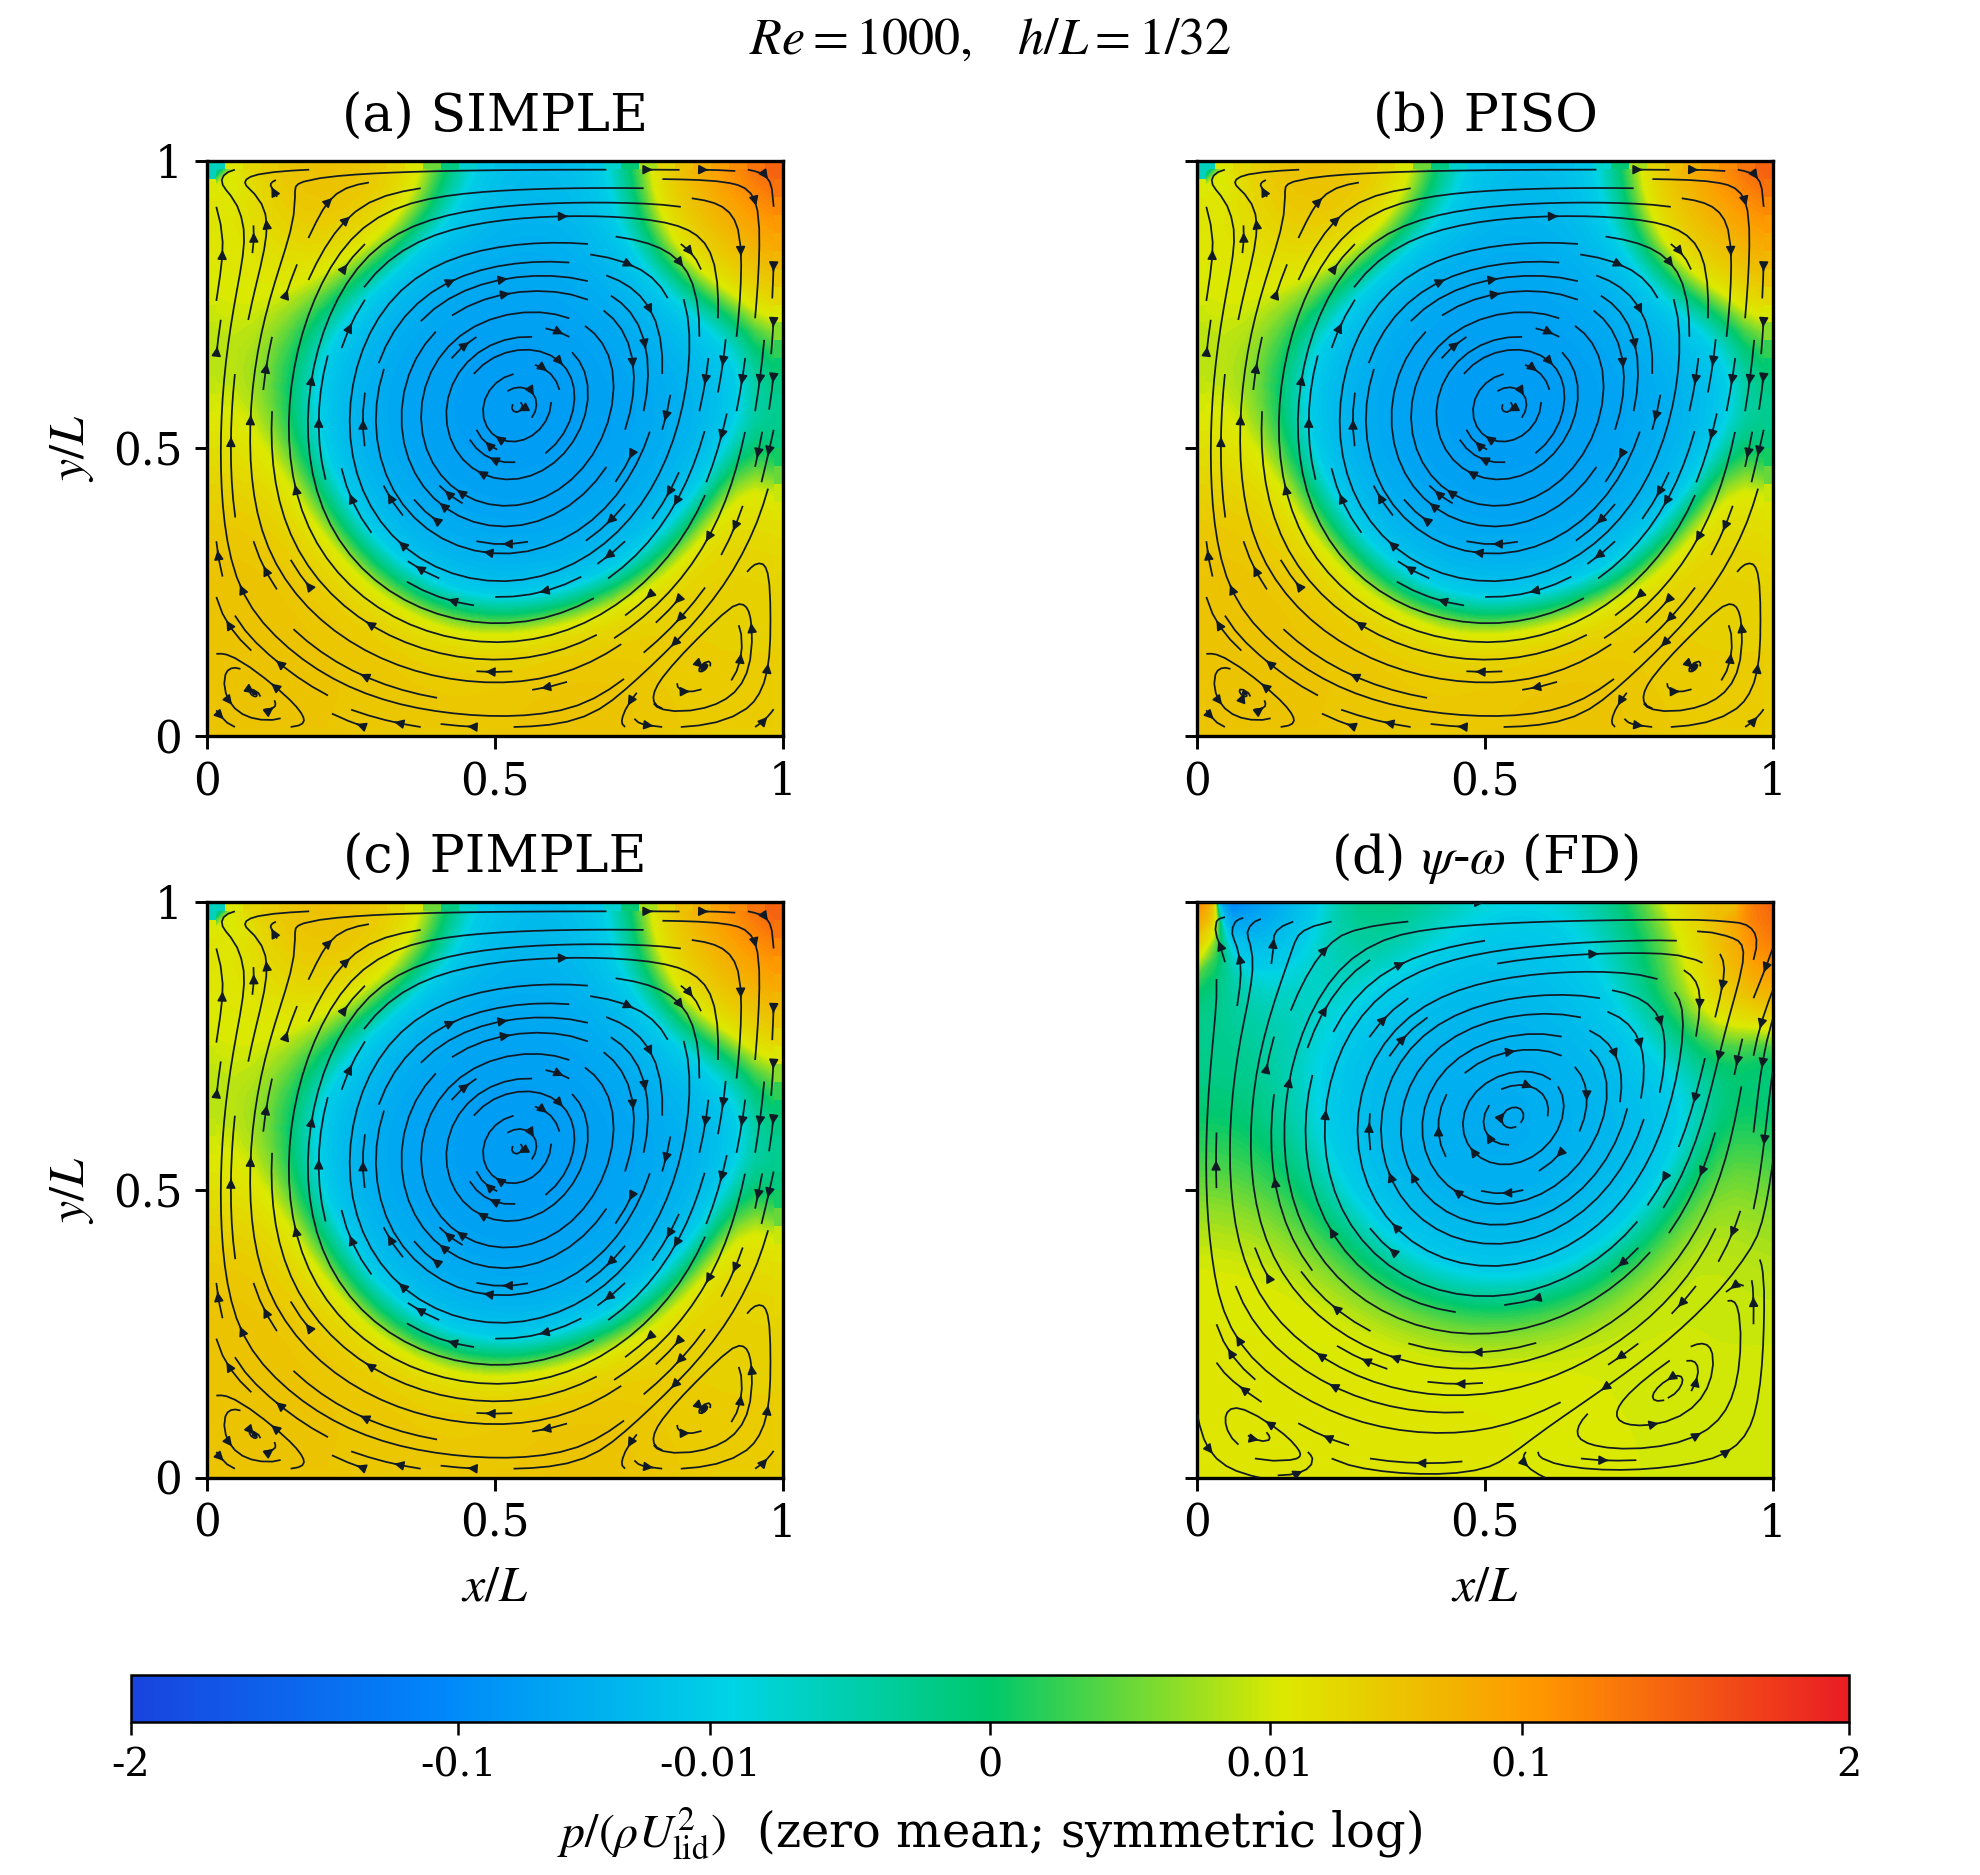 Re = 1000,   h/L = 1/32
(a) SIMPLE
(b) PISO
1
0.5
0
y/L
0
0.5
1
0
0.5
1
(c) PIMPLE
(d) ψ-ω (FD)
1
0.5
0
y/L
0
0.5
1
0
0.5
1
x/L
x/L
-2
-0.1
-0.01
0
0.01
0.1
2
p/(ρU²_lid)  (zero mean; symmetric log)